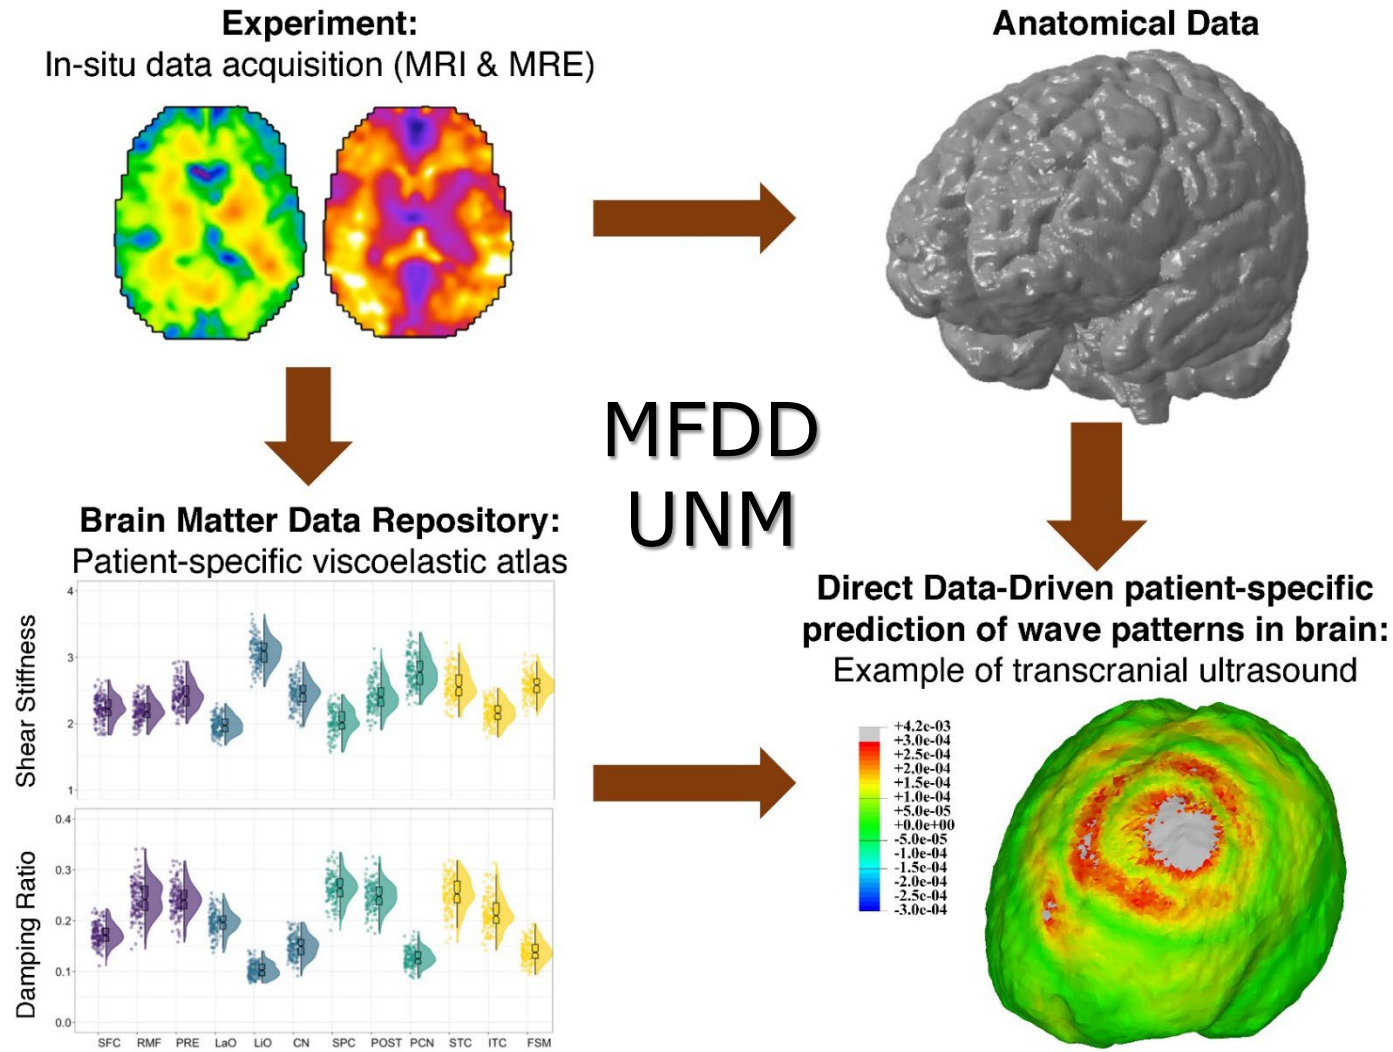 Experiment:
In-situ data acquisition (MRI & MRE)
Anatomical Data
MFDD
UNM
Brain Matter Data Repository:
Patient-specific viscoelastic atlas
Shear Stiffness
4
3
2
1
Damping Ratio
0.4
0.3
0.2
0.1
0.0
SFC RMF PRE LaO LiO CN SPC POST PCN STC ITC FSM
Direct Data-Driven patient-specific
prediction of wave patterns in brain:
Example of transcranial ultrasound
+4.2e-03
+3.0e-04
+2.5e-04
+2.0e-04
+1.5e-04
+1.0e-04
+5.0e-05
+0.0e+00
-5.0e-05
-1.0e-04
-1.5e-04
-2.0e-04
-2.5e-04
-3.0e-04